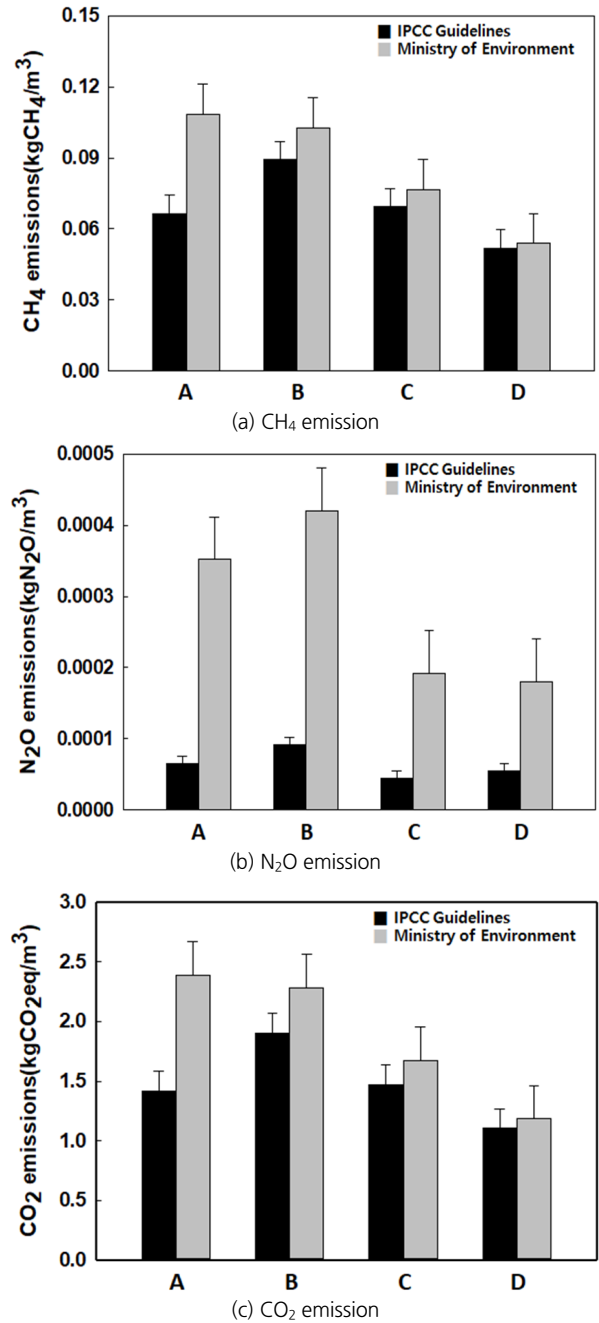 0.15
IPCC Guidelines
Ministry of Environment
0.12
0.09
0.06
0.03
0.00
CH₄ emissions(kgCH₄/m³)
A B C D
(a) CH₄ emission
0.0005
IPCC Guidelines
Ministry of Environment
0.0004
0.0003
0.0002
0.0001
0.0000
N₂O emissions(kgN₂O/m³)
A B C D
(b) N₂O emission
3.0
IPCC Guidelines
Ministry of Environment
2.5
2.0
1.5
1.0
0.5
0.0
CO₂ emissions(kgCO₂eq/m³)
A B C D
(c) CO₂ emission